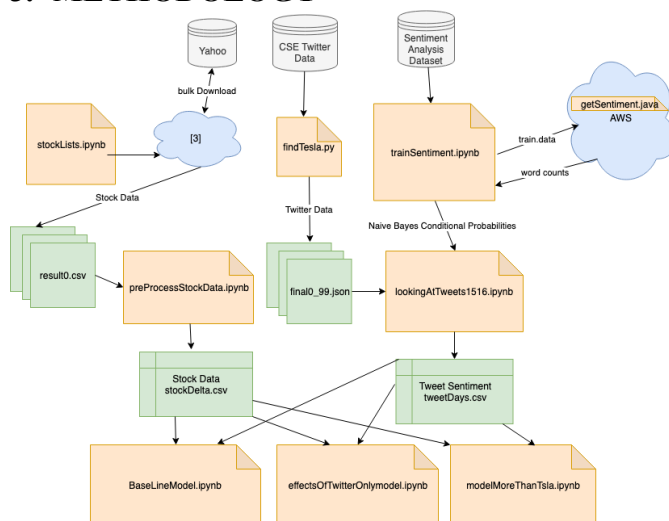 Yahoo
CSE Twitter
Data
Sentiment
Analysis
Dataset
bulk Download
stockLists.ipynb
[3]
findTesla.py
trainSentiment.ipynb
getSentiment.java
AWS
train.data
word counts
Stock Data
Twitter Data
Naive Bayes Conditional Probabilities
result0.csv
preProcessStockData.ipynb
final0_99.json
lookingAtTweets1516.ipynb
Stock Data
stockDelta.csv
Tweet Sentiment
tweetDays.csv
BaseLineModel.ipynb
effectsOfTwitterOnlymodel.ipynb
modelMoreThanTsla.ipynb